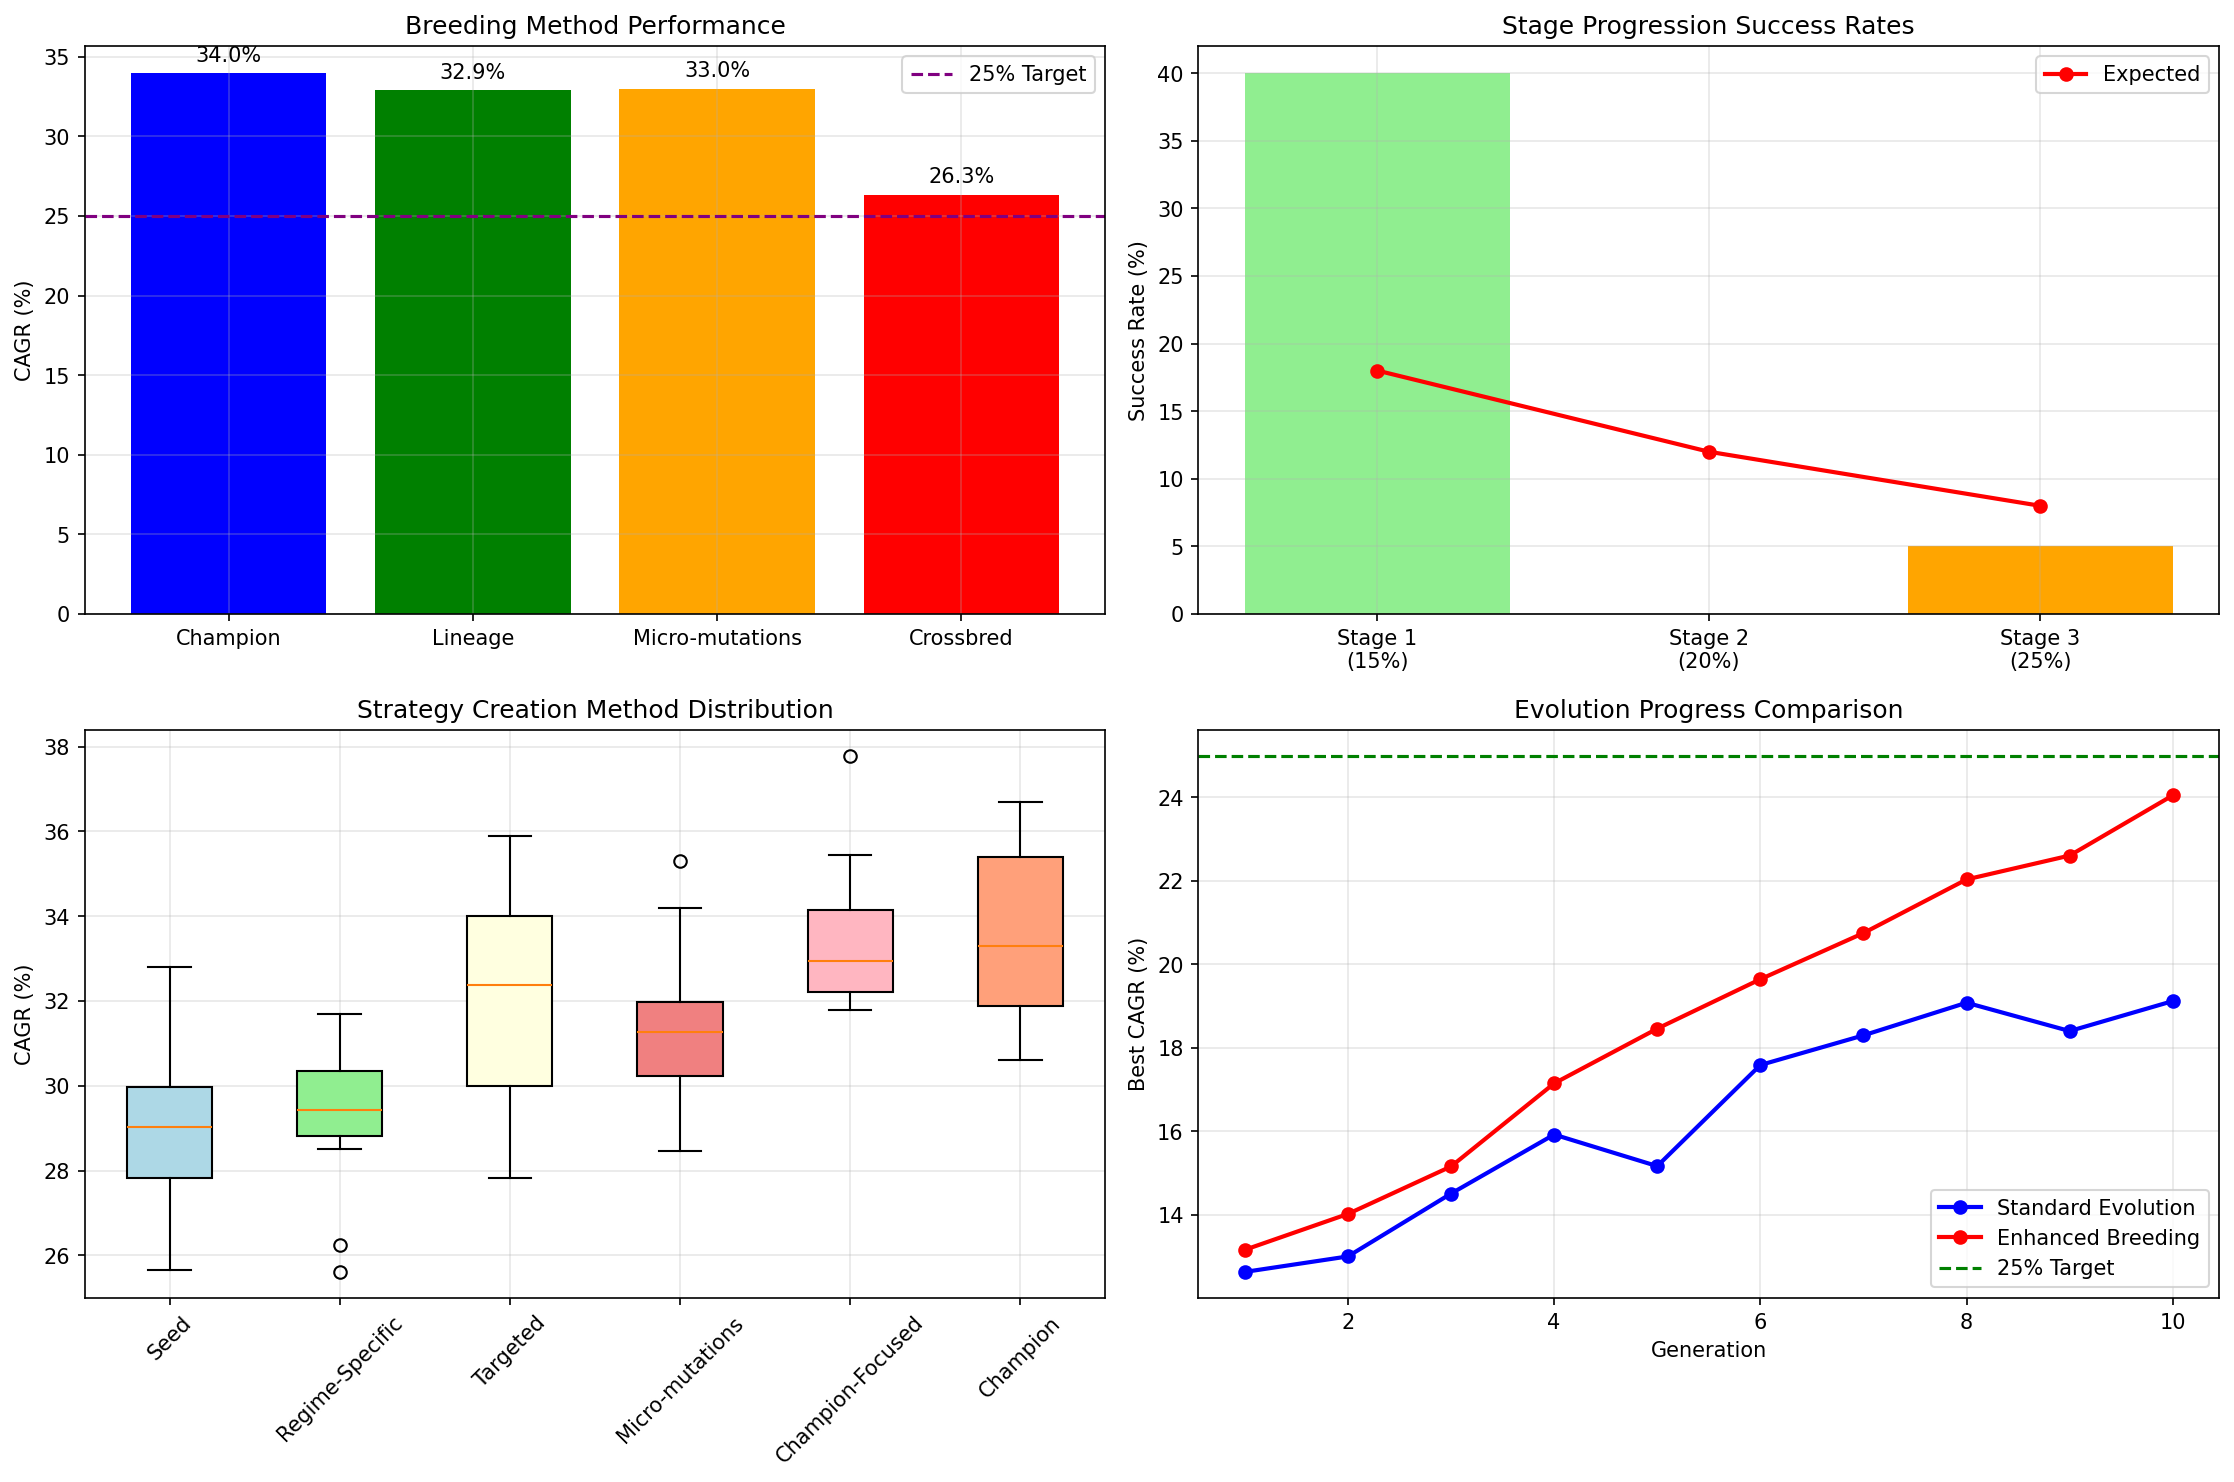 Breeding Method Performance
CAGR (%)
35
30
25
20
15
10
5
0
34.0%
32.9%
33.0%
26.3%
25% Target
Champion
Lineage
Micro-mutations
Crossbred
Stage Progression Success Rates
Success Rate (%)
40
35
30
25
20
15
10
5
0
Expected
Stage 1
(15%)
Stage 2
(20%)
Stage 3
(25%)
Strategy Creation Method Distribution
CAGR (%)
38
36
34
32
30
28
26
Seed
Regime-Specific
Targeted
Micro-mutations
Champion-Focused
Champion
Evolution Progress Comparison
Best CAGR (%)
24
22
20
18
16
14
Standard Evolution
Enhanced Breeding
25% Target
2
4
6
8
10
Generation